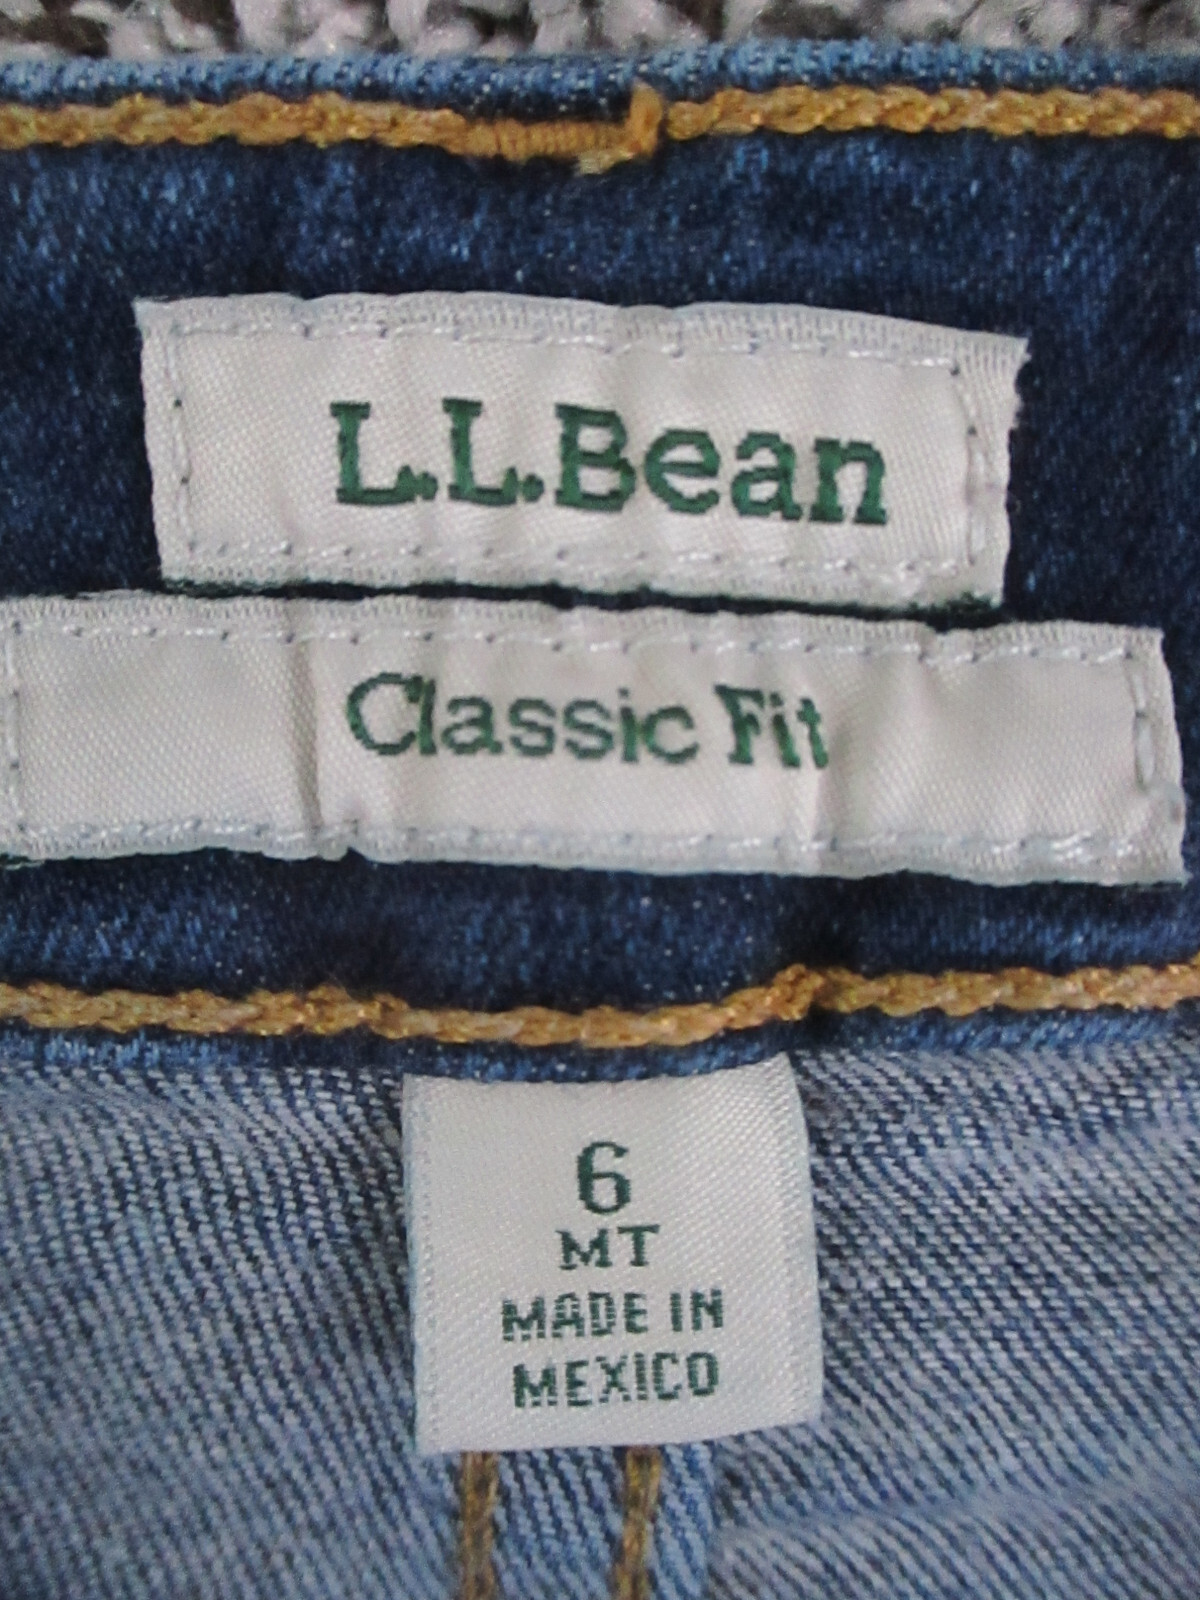 L.L.Bean
Classic Fit
6
MT
MADE IN
MEXICO